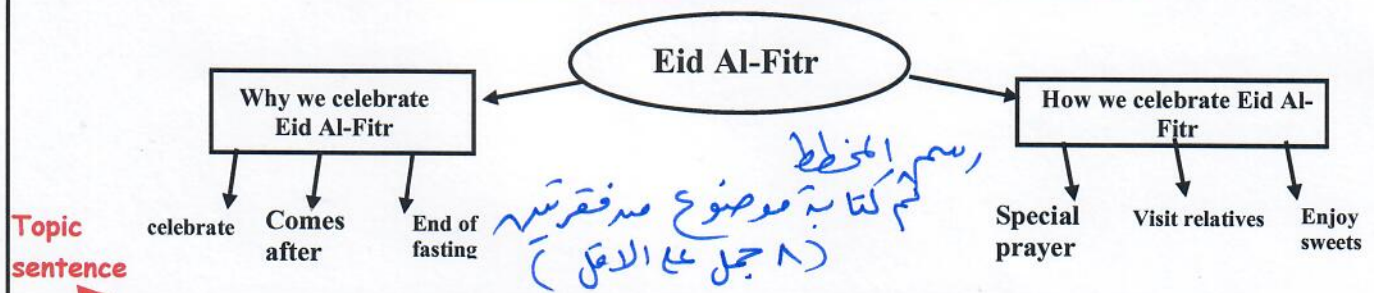 Eid Al-Fitr
Why we celebrate
Eid Al-Fitr
How we celebrate Eid Al-
Fitr
رسم المخطط
ثم كتابة موضوع من فقرتين
(٨ جمل على الاقل)
celebrate
Comes
after
End of
fasting
Special
prayer
Visit relatives
Enjoy
sweets
Topic
sentence